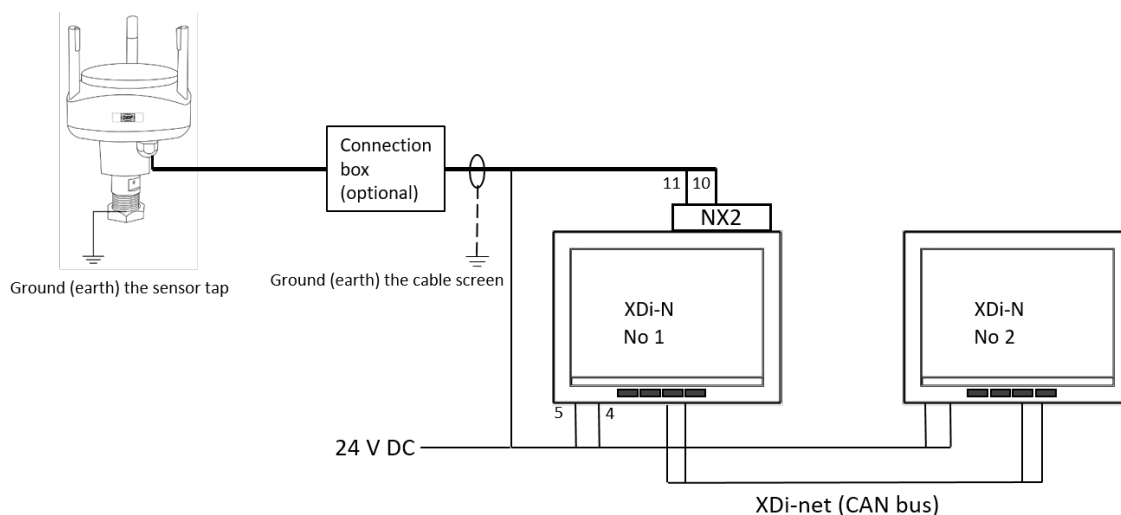 Connection
box
(optional)
11 10
NX2
Ground (earth) the sensor tap
Ground (earth) the cable screen
XDi-N
No 1
XDi-N
No 2
5 4
24 V DC
XDi-net (CAN bus)